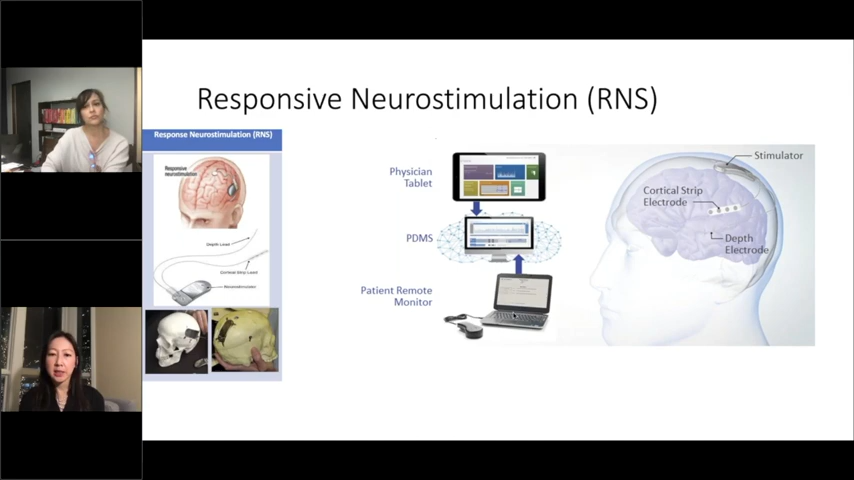 Responsive Neurostimulation (RNS)
Response Neurostimulation (RNS)
Responsive
neurostimulation
Depth Lead
Cortical Strip Lead
Neurostimulator
Physician
Tablet
PDMS
Patient Remote
Monitor
Stimulator
Cortical Strip
Electrode
Depth
Electrode